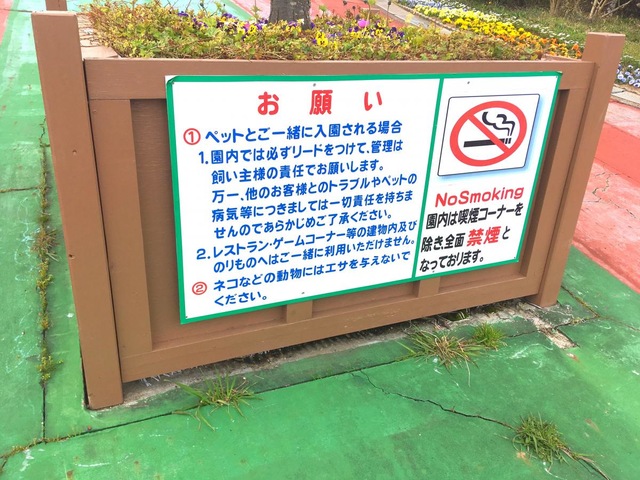 お願い
① ペットとご一緒に入園される場合
1. 園内では必ずリードをつけて、管理は
飼い主様の責任でお願いします。
万一、他のお客様とのトラブルやペットの
病気等につきましては一切責任を持ちま
せんのであらかじめご了承ください。
2. レストラン・ゲームコーナー等の建物内及び
のりものへはご一緒に利用いただけません。
② ネコなどの動物にはエサを与えないで
ください。
NoSmoking
園内は喫煙コーナーを
除き、全面 禁煙と
なっております。